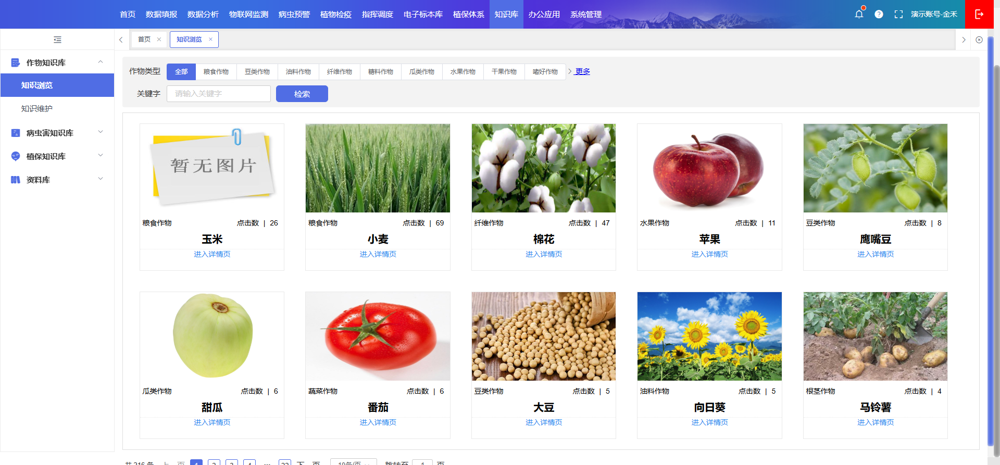 首页 数据填报 数据分析 物联网监测 病虫预警 植物检疫 指挥调度 电子标本库 植保体系 知识库 办公应用 系统管理 演示账号-金禾
首页 知识浏览
作物知识库
知识浏览
知识维护
病虫害知识库
植保知识库
资料库
作物类型 全部 粮食作物 豆类作物 油料作物 纤维作物 糖料作物 瓜类作物 水果作物 干果作物 嗜好作物 更多
关键字 请输入关键字 检索
暂无图片
粮食作物 点击数 | 26
玉米
进入详情页
粮食作物 点击数 | 69
小麦
进入详情页
纤维作物 点击数 | 47
棉花
进入详情页
水果作物 点击数 | 11
苹果
进入详情页
豆类作物 点击数 | 8
鹰嘴豆
进入详情页
瓜类作物 点击数 | 6
甜瓜
进入详情页
蔬菜作物 点击数 | 6
番茄
进入详情页
豆类作物 点击数 | 5
大豆
进入详情页
油料作物 点击数 | 5
向日葵
进入详情页
根茎作物 点击数 | 4
马铃薯
进入详情页
共 216 条 上一页 1 2 3 4 ··· 22 下一页 10条/页 跳转至 1 页